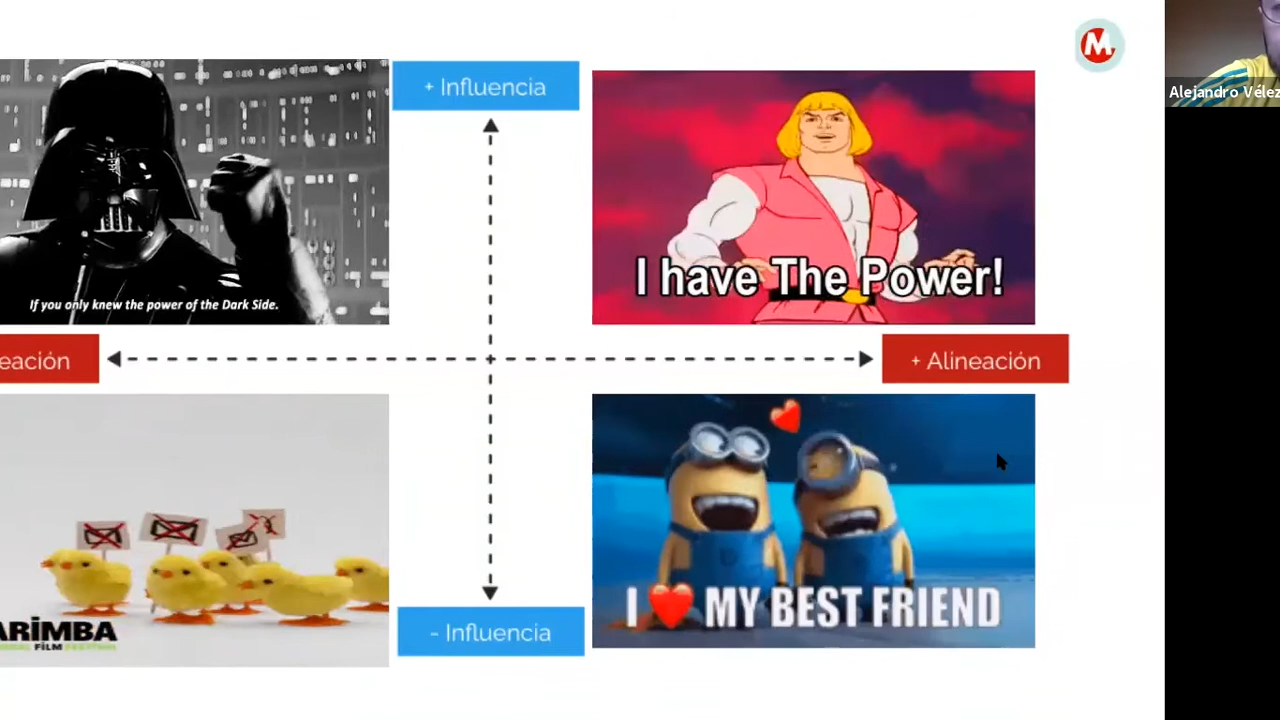 + Influencia
M
Alejandro Vélez
If you only knew the power of the Dark Side.
I have The Power!
eación
+ Alineación
ARiMBA
FiLM FESTIVAL
- Influencia
I ❤ MY BEST FRIEND